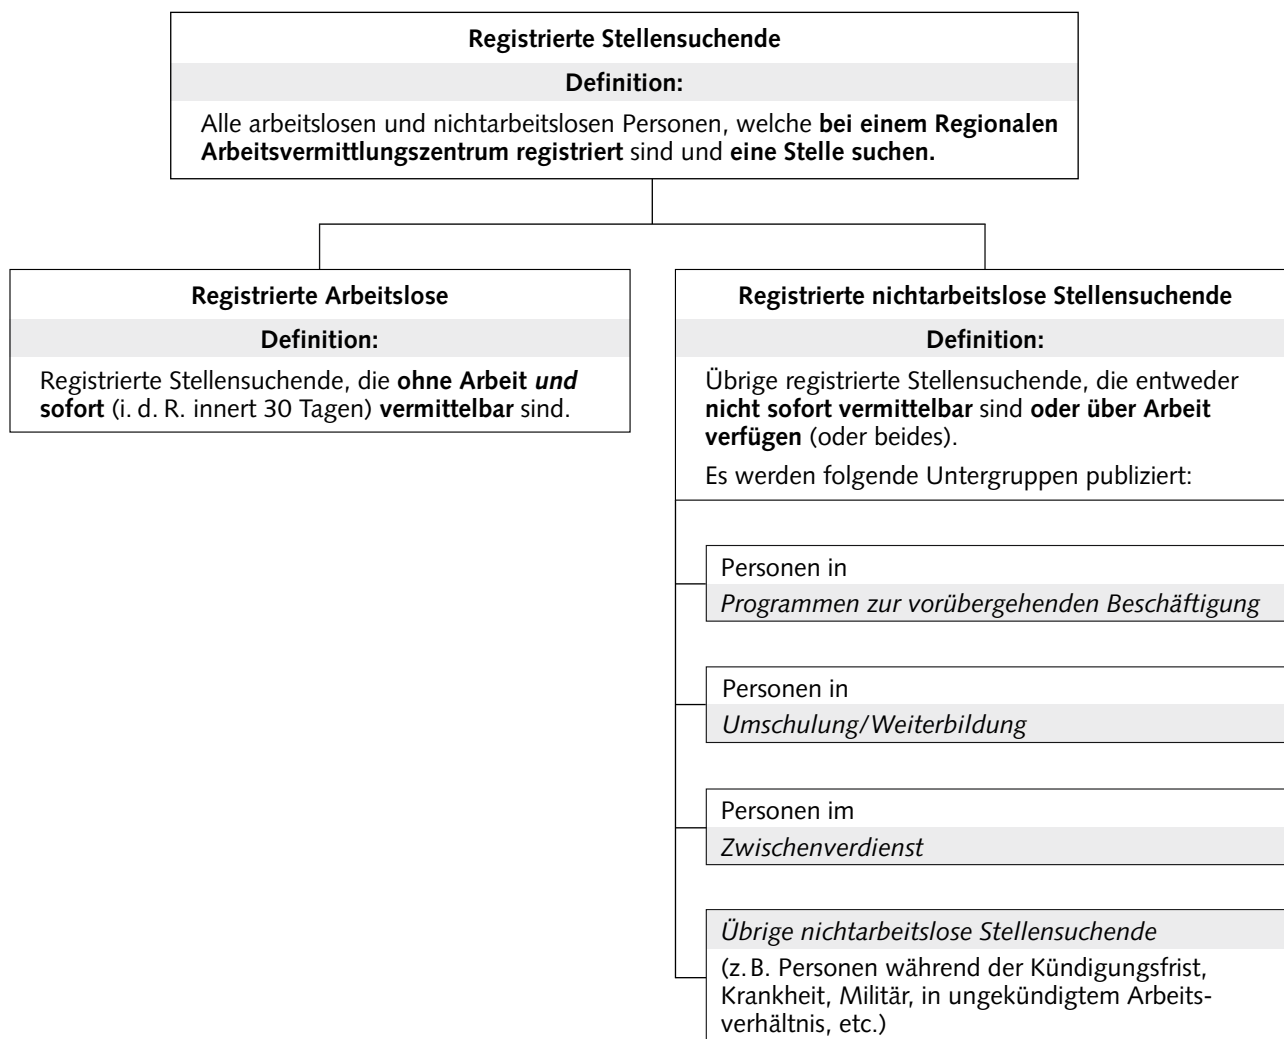 Registrierte Stellensuchende
Definition:
Alle arbeitslosen und nichtarbeitslosen Personen, welche bei einem Regionalen
Arbeitsvermittlungszentrum registriert sind und eine Stelle suchen.
Registrierte Arbeitslose
Definition:
Registrierte Stellensuchende, die ohne Arbeit und
sofort (i. d. R. innert 30 Tagen) vermittelbar sind.
Registrierte nichtarbeitslose Stellensuchende
Definition:
Übrige registrierte Stellensuchende, die entweder
nicht sofort vermittelbar sind oder über Arbeit
verfügen (oder beides).
Es werden folgende Untergruppen publiziert:
Personen in
Programmen zur vorübergehenden Beschäftigung
Personen in
Umschulung/Weiterbildung
Personen im
Zwischenverdienst
Übrige nichtarbeitslose Stellensuchende
(z. B. Personen während der Kündigungsfrist,
Krankheit, Militär, in ungekündigtem Arbeits-
verhältnis, etc.)